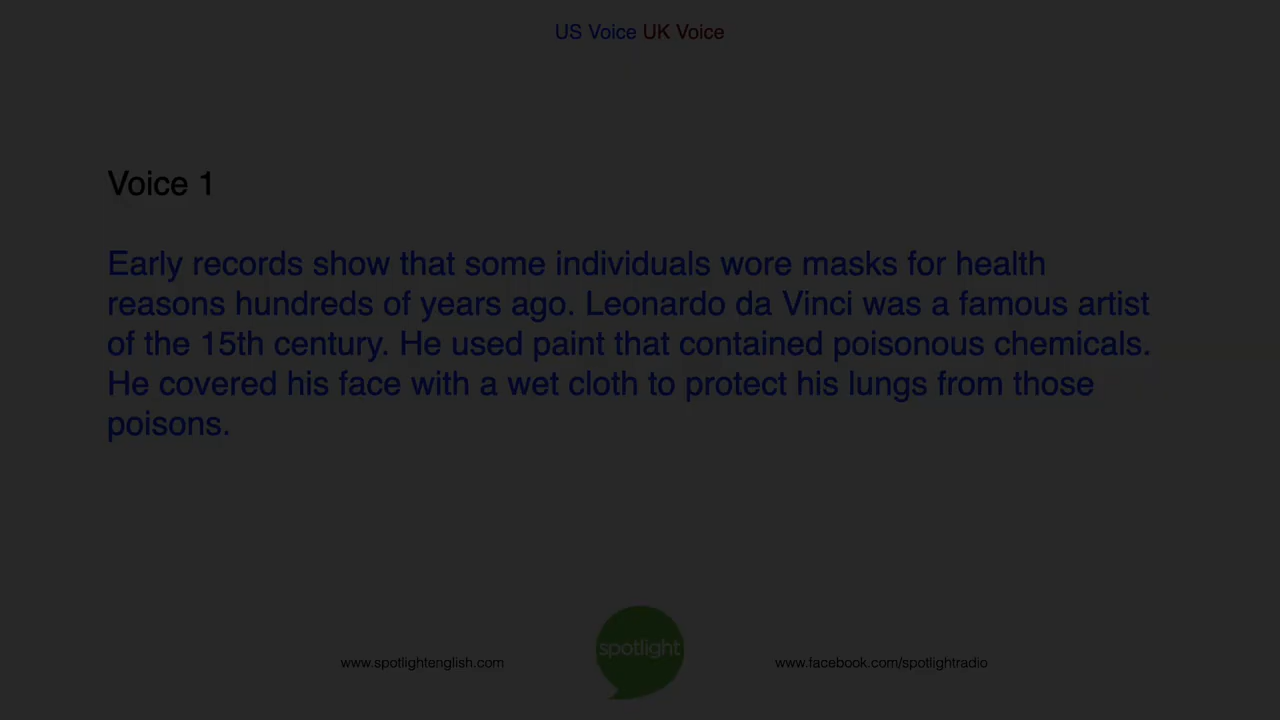 US Voice UK Voice
Voice 1
Early records show that some individuals wore masks for health
reasons hundreds of years ago. Leonardo da Vinci was a famous artist
of the 15th century. He used paint that contained poisonous chemicals.
He covered his face with a wet cloth to protect his lungs from those
poisons.
spotlight
www.spotlightenglish.com
www.facebook.com/spotlightradio